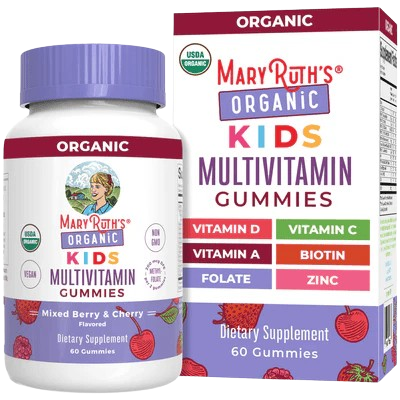 ORGANIC
USDA
ORGANIC
MARY RUTH'S®
ORGANIC
KIDS
MULTIVITAMIN
GUMMIES
VITAMIN D
VITAMIN C
VITAMIN A
BIOTIN
FOLATE
ZINC
Dietary Supplement
60 Gummies
ORGANIC
MARY RUTH'S®
ORGANIC
KIDS
MULTIVITAMIN
GUMMIES
USDA
ORGANIC
NON
GMO
VEGAN
METHYL
FOLATE
Mixed Berry & Cherry
Flavored
Dietary Supplement
60 Gummies